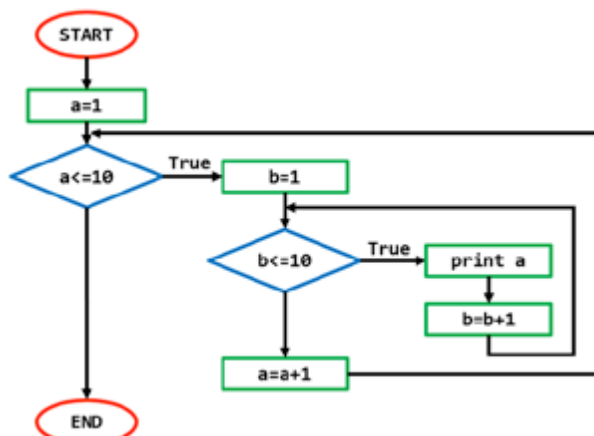 START
a=1
a<=10
True
b=1
b<=10
True
print a
b=b+1
a=a+1
END